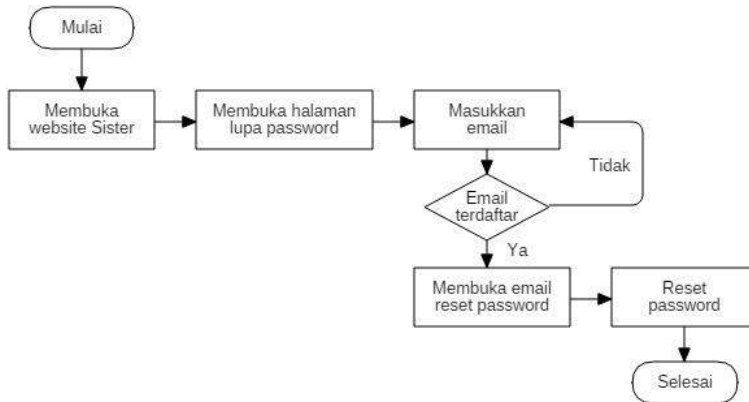 Mulai
Membuka
website Sister
Membuka halaman
lupa password
Masukkan
email
Tidak
Email
terdaftar
Ya
Membuka email
reset password
Reset
password
Selesai